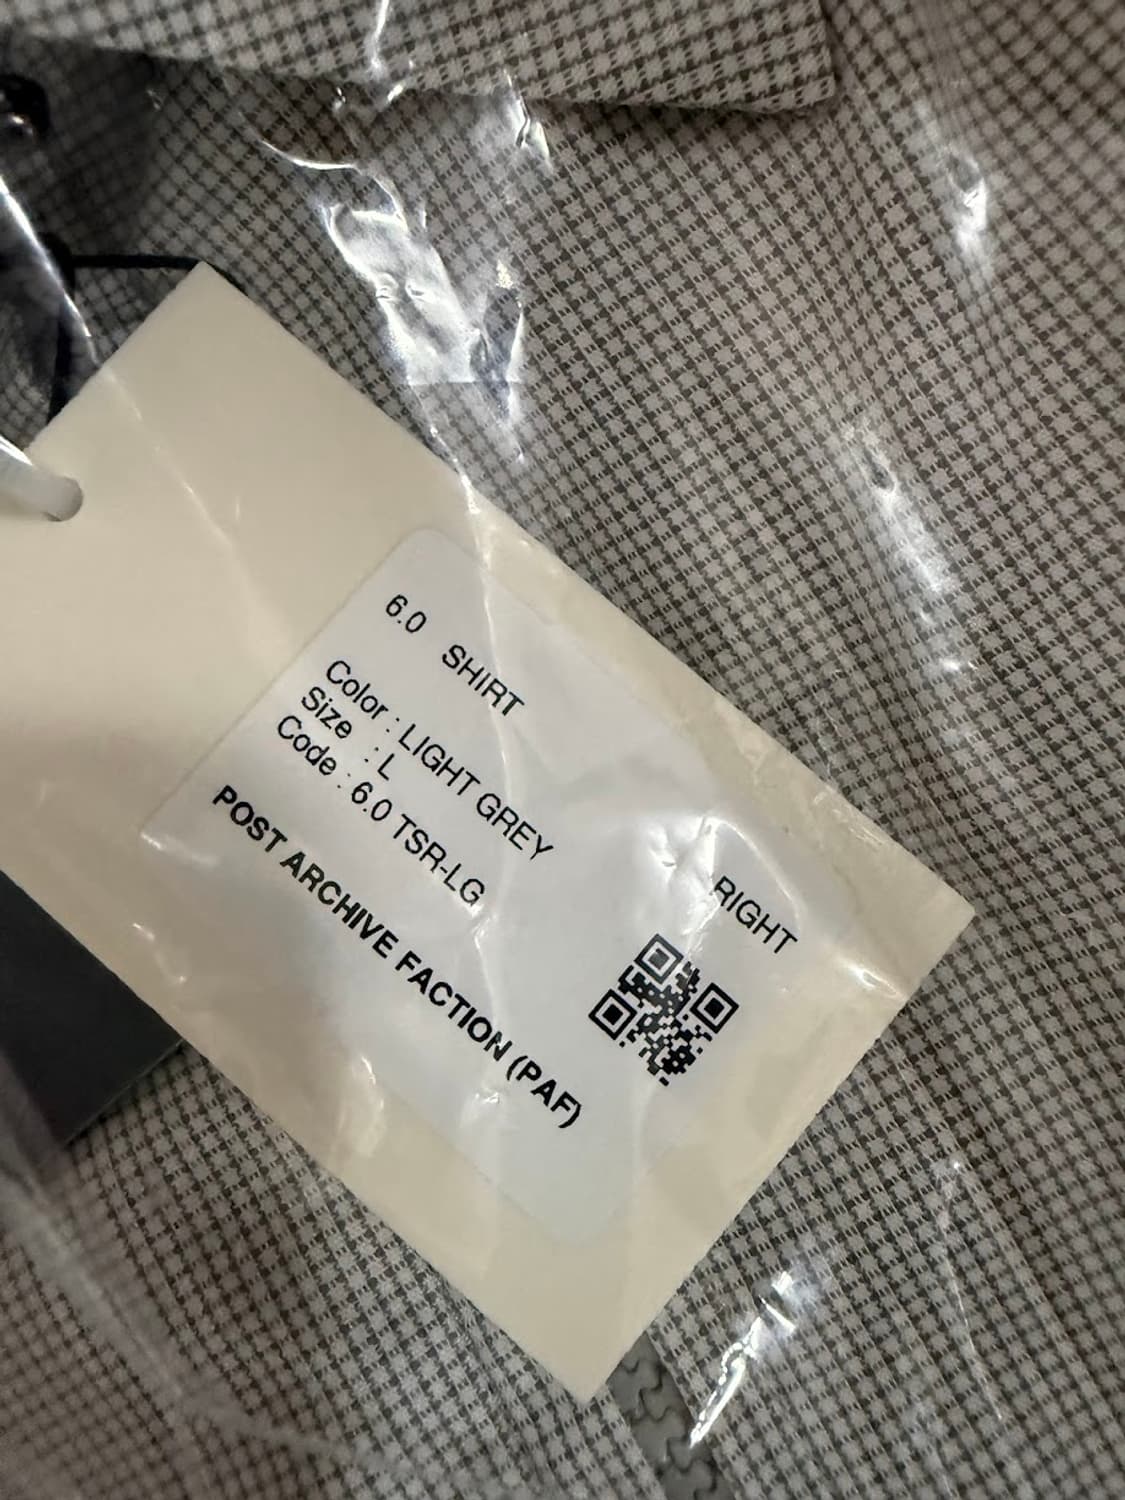 6.0 SHIRT RIGHT
Color : LIGHT GREY
Size : L
Code : 6.0 TSR-LG
POST ARCHIVE FACTION (PAF)